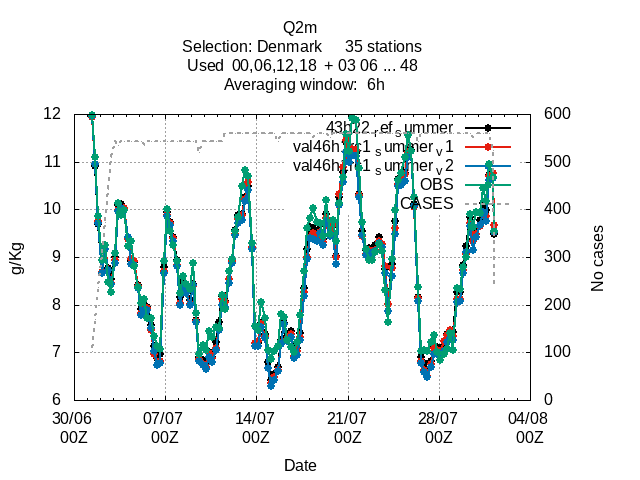 Q2m
Selection: Denmark 35 stations
Used 00,06,12,18 + 03 06 ... 48
Averaging window: 6h
12
11
10
9
8
7
6
g/Kg
600
500
400
300
200
100
0
No cases
43h22_ref_summer
OBS
CASES
30/06 07/07 14/07 21/07 28/07 04/08
00Z 00Z 00Z 00Z 00Z 00Z
Date